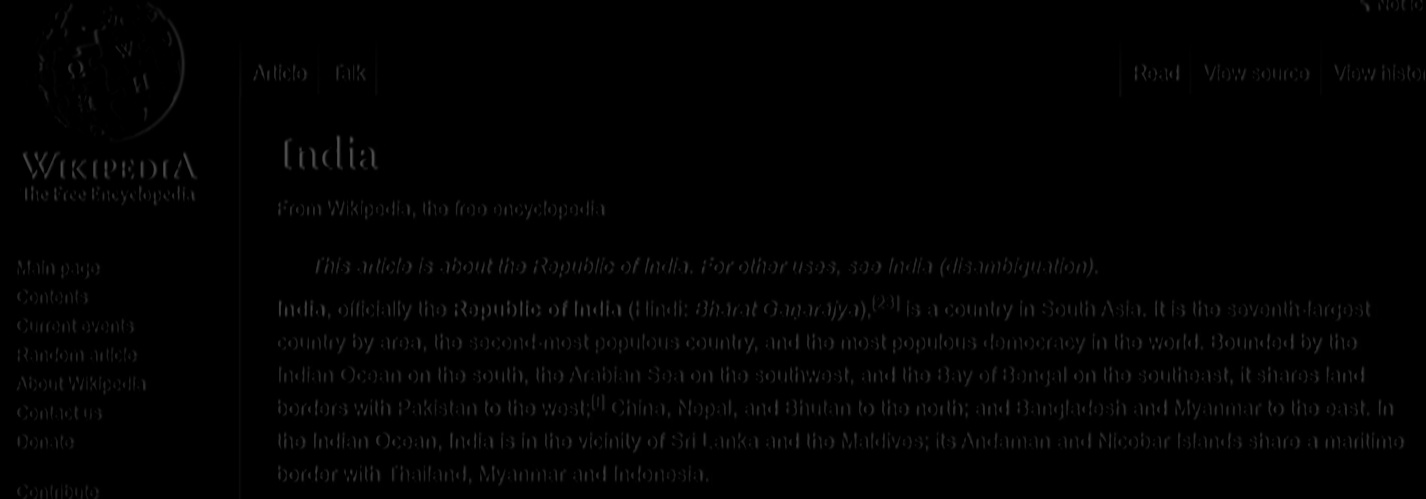 Article Talk Read View source View histor
WIKIPEDIA
The Free Encyclopedia
India
From Wikipedia, the free encyclopedia
This article is about the Republic of India. For other uses, see India (disambiguation).
India, officially the Republic of India (Hindi: Bhārat Gaṇarājya),[23] is a country in South Asia. It is the seventh-largest
country by area, the second-most populous country, and the most populous democracy in the world. Bounded by the
Indian Ocean on the south, the Arabian Sea on the southwest, and the Bay of Bengal on the southeast, it shares land
borders with Pakistan to the west;[f] China, Nepal, and Bhutan to the north; and Bangladesh and Myanmar to the east. In
the Indian Ocean, India is in the vicinity of Sri Lanka and the Maldives; its Andaman and Nicobar Islands share a maritime
border with Thailand, Myanmar and Indonesia.
Main page
Contents
Current events
Random article
About Wikipedia
Contact us
Donate
Contribute